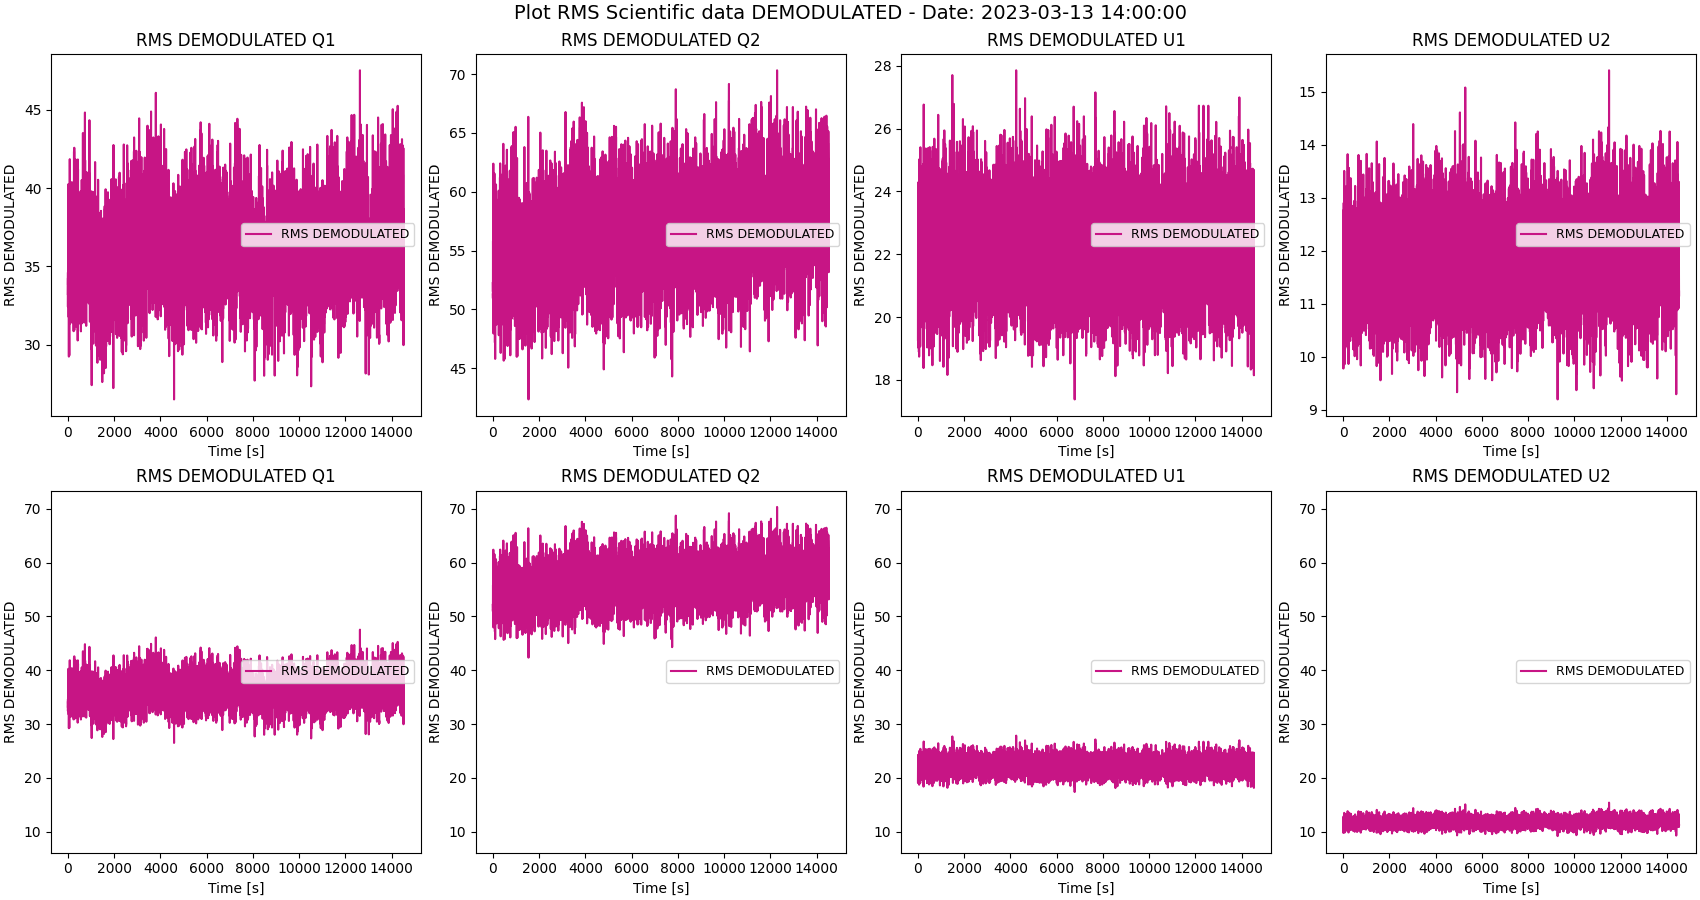 Plot RMS Scientific data DEMODULATED - Date: 2023-03-13 14:00:00
RMS DEMODULATED Q1
RMS DEMODULATED
45
40
35
30
RMS DEMODULATED
0 2000 4000 6000 8000 10000 12000 14000
Time [s]
RMS DEMODULATED Q2
RMS DEMODULATED
70
65
60
55
50
45
RMS DEMODULATED
0 2000 4000 6000 8000 10000 12000 14000
Time [s]
RMS DEMODULATED U1
RMS DEMODULATED
28
26
24
22
20
18
RMS DEMODULATED
0 2000 4000 6000 8000 10000 12000 14000
Time [s]
RMS DEMODULATED U2
RMS DEMODULATED
15
14
13
12
11
10
9
RMS DEMODULATED
0 2000 4000 6000 8000 10000 12000 14000
Time [s]
RMS DEMODULATED Q1
RMS DEMODULATED
70
60
50
40
30
20
10
RMS DEMODULATED
0 2000 4000 6000 8000 10000 12000 14000
Time [s]
RMS DEMODULATED Q2
RMS DEMODULATED
70
60
50
40
30
20
10
RMS DEMODULATED
0 2000 4000 6000 8000 10000 12000 14000
Time [s]
RMS DEMODULATED U1
RMS DEMODULATED
70
60
50
40
30
20
10
RMS DEMODULATED
0 2000 4000 6000 8000 10000 12000 14000
Time [s]
RMS DEMODULATED U2
RMS DEMODULATED
70
60
50
40
30
20
10
RMS DEMODULATED
0 2000 4000 6000 8000 10000 12000 14000
Time [s]